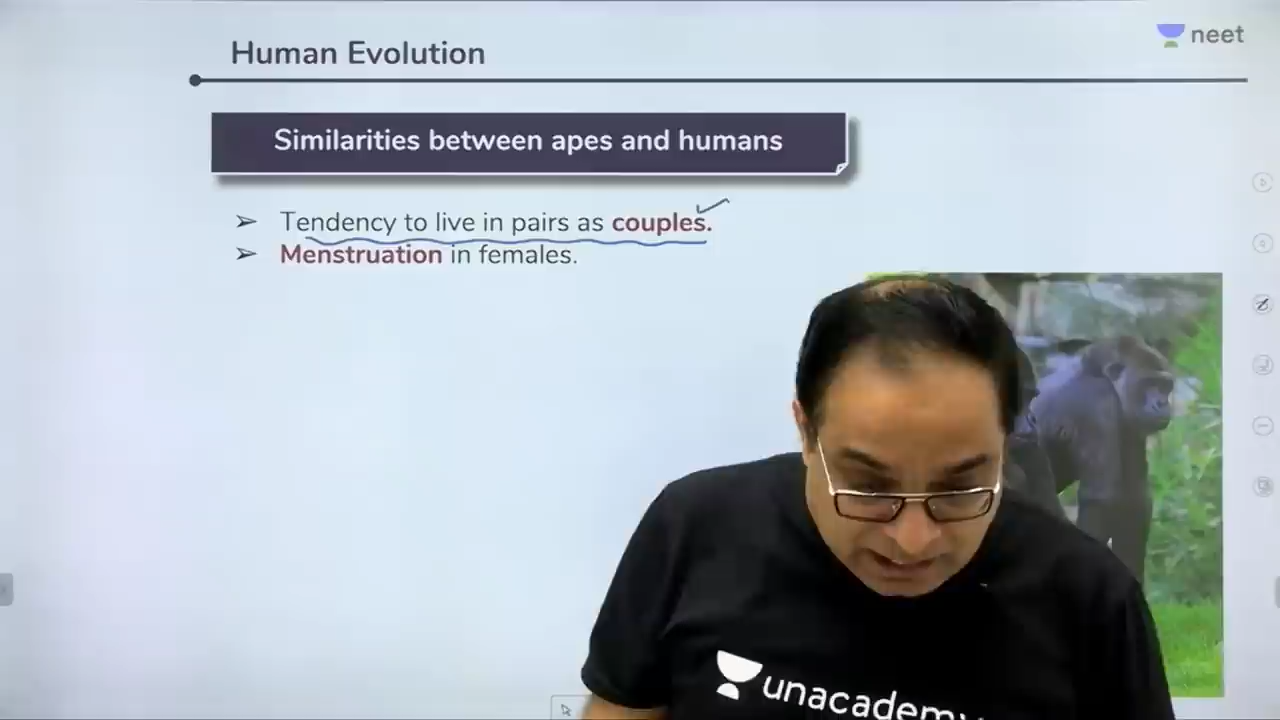 Human Evolution
neet
Similarities between apes and humans
➢ Tendency to live in pairs as couples.
➢ Menstruation in females.
unacademy